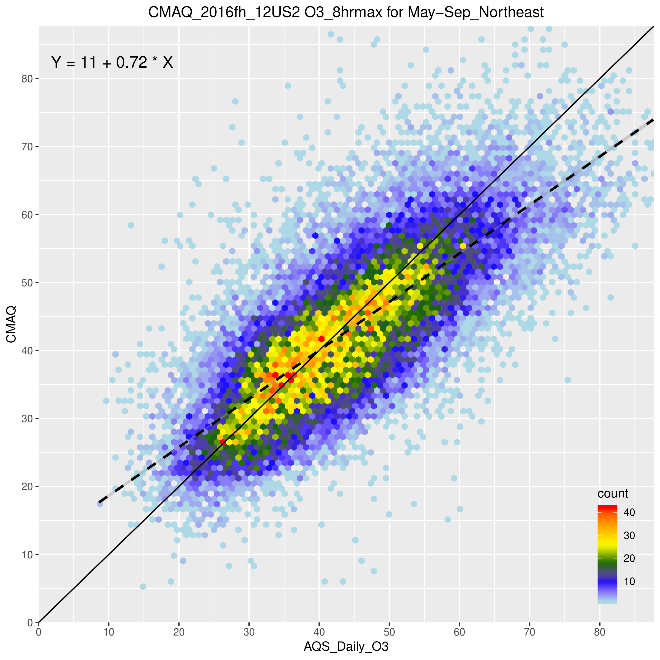 CMAQ_2016fh_12US2 O3_8hrmax for May−Sep_Northeast
Y = 11 + 0.72 * X
80
70
60
50
40
30
20
10
0
CMAQ
count
40
30
20
10
0 10 20 30 40 50 60 70 80
AQS_Daily_O3